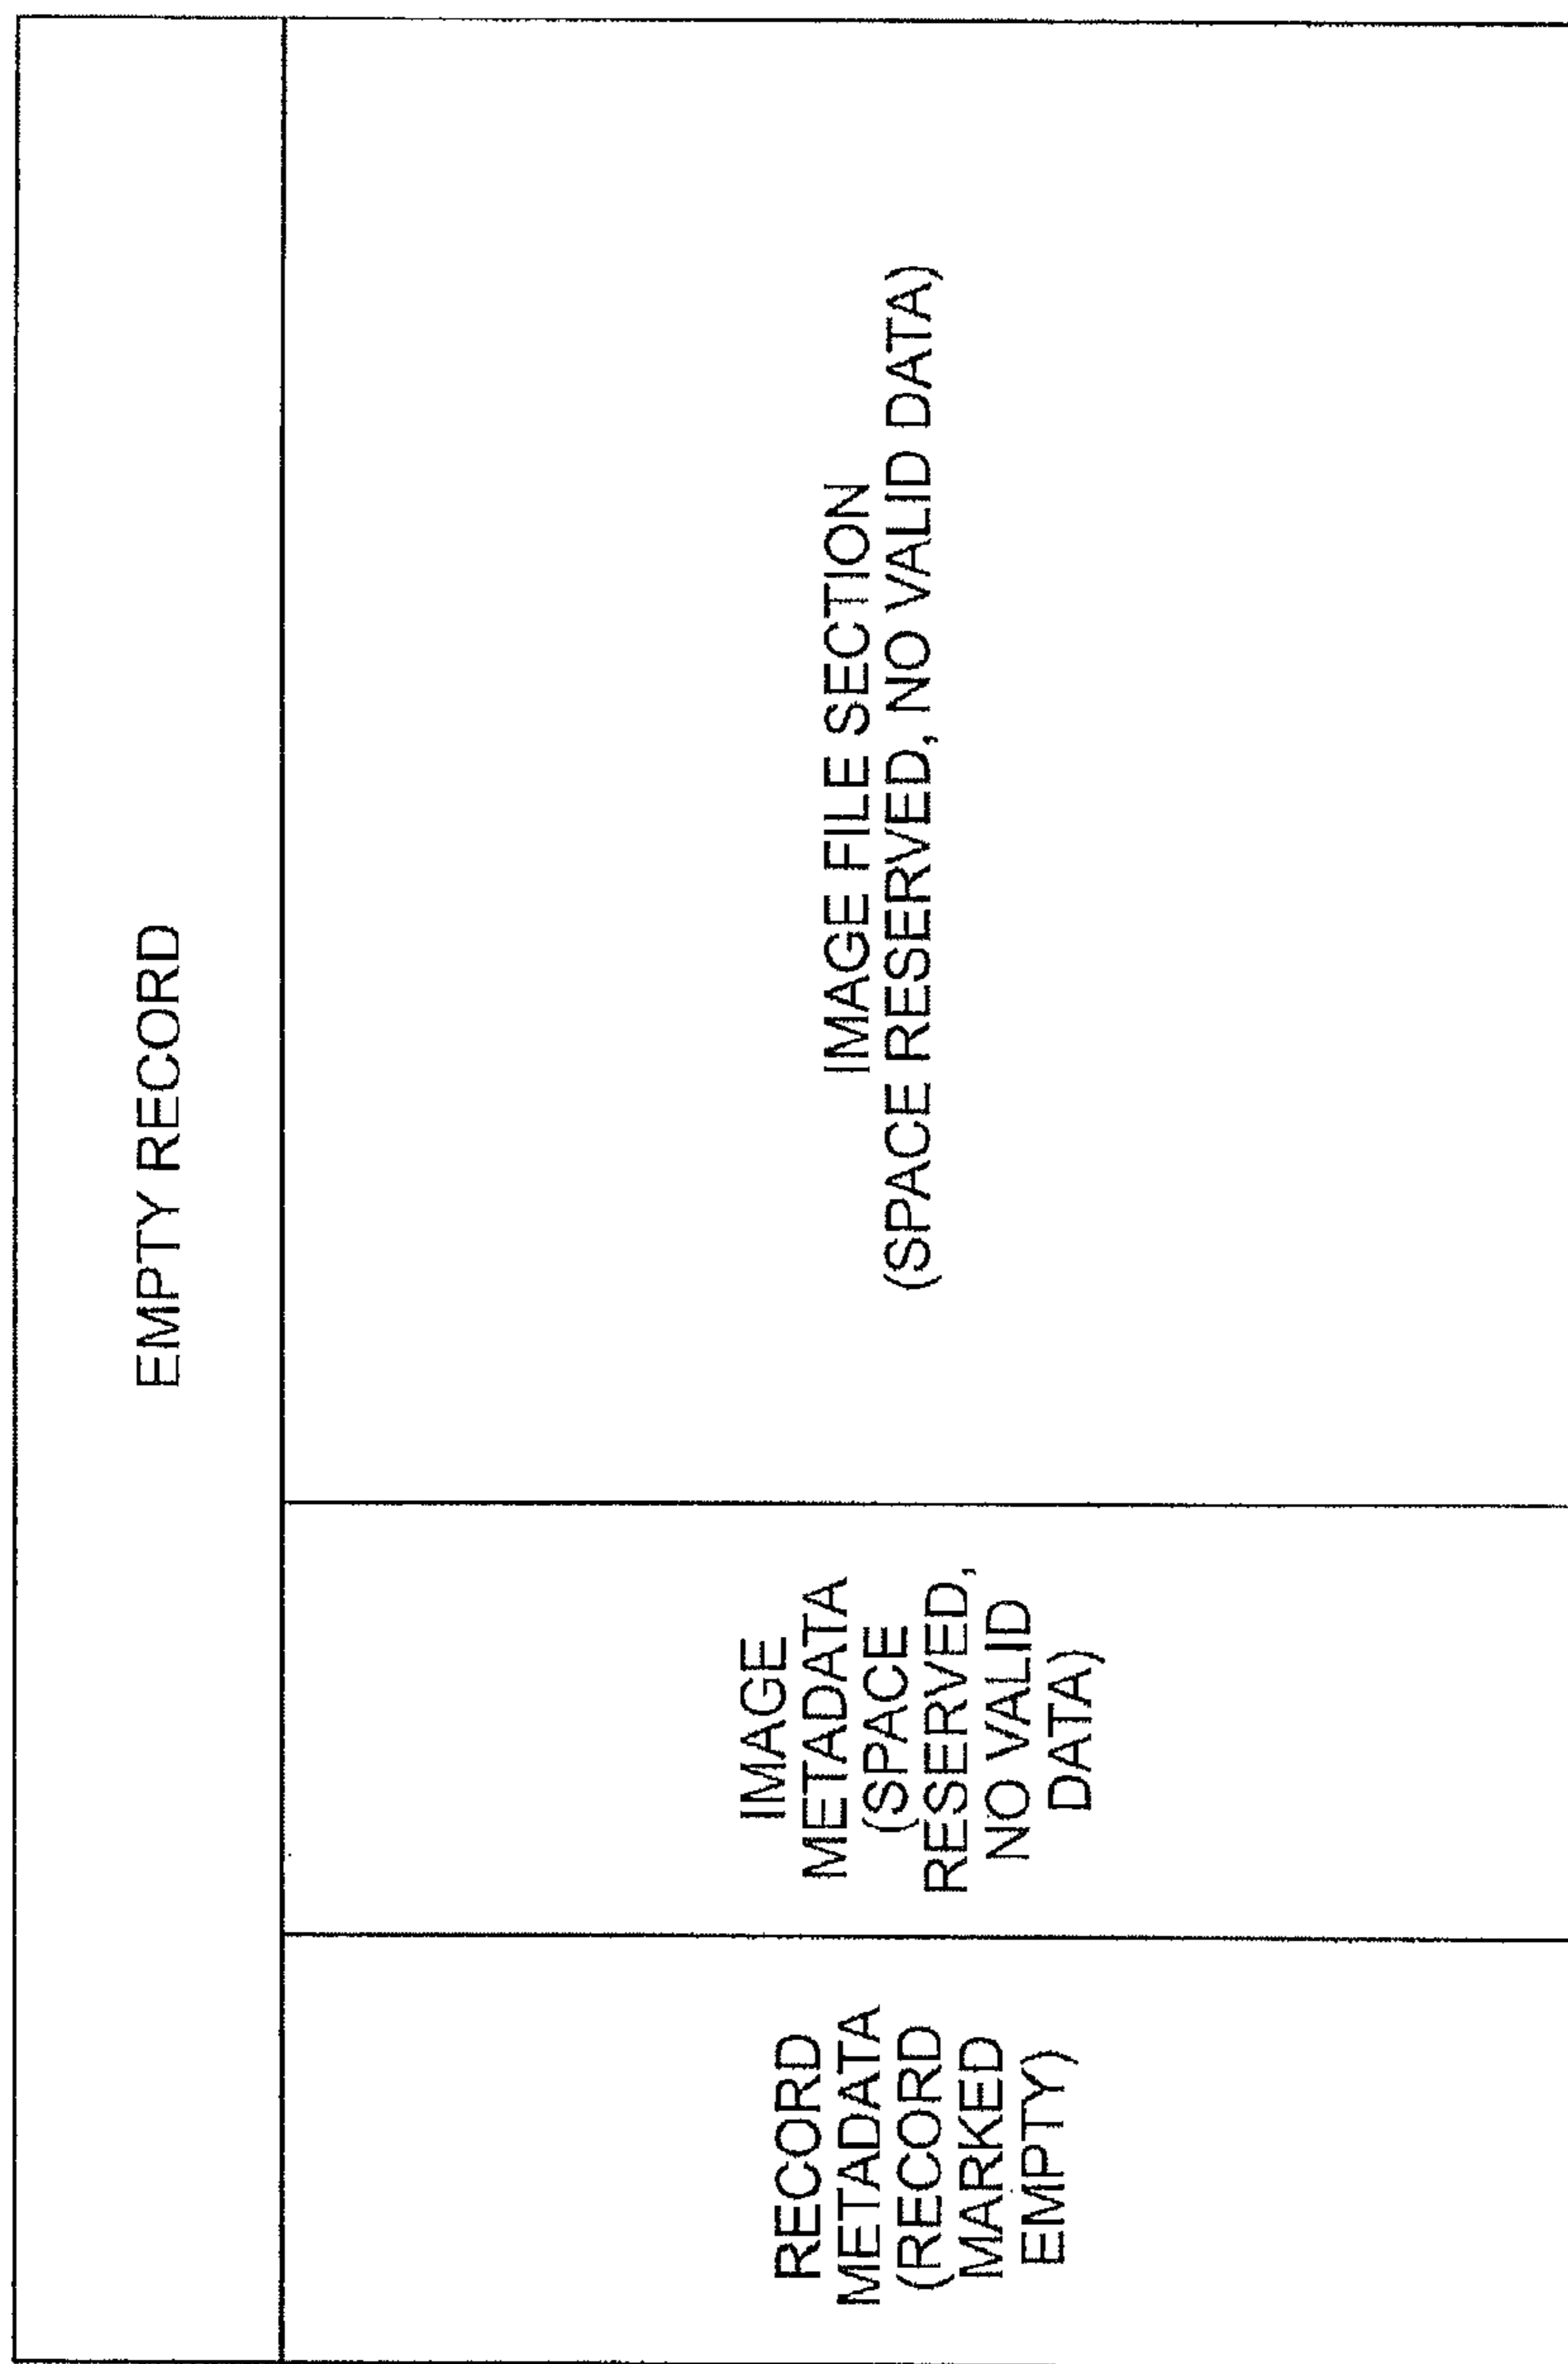 EMPTY RECORD
RECORD
METADATA
(RECORD
MARKED
EMPTY)
IMAGE
METADATA
(SPACE
RESERVED,
NO VALID
DATA)
IMAGE FILE SECTION
(SPACE RESERVED, NO VALID DATA)